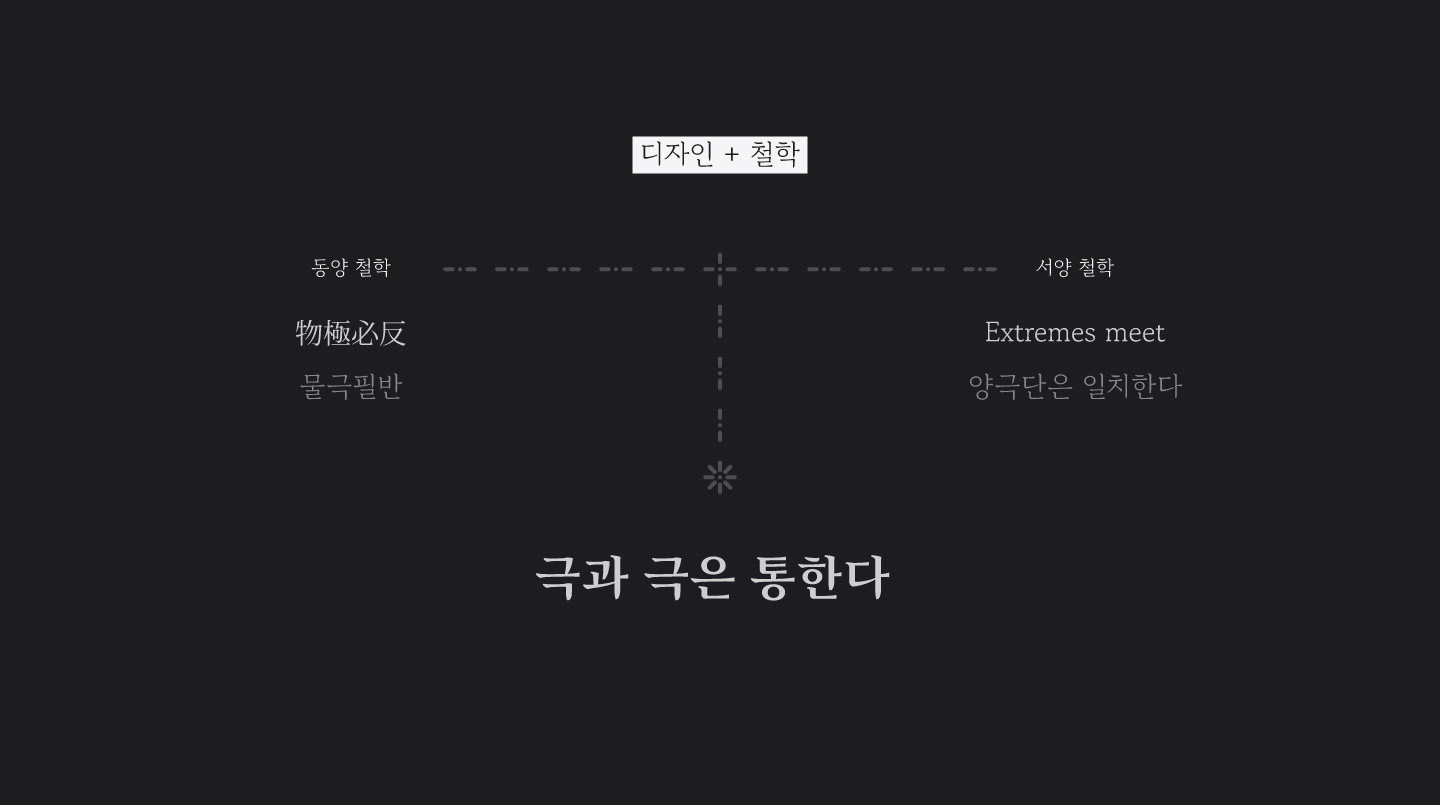 디자인 + 철학
동양 철학
서양 철학
物極必反
Extremes meet
물극필반
양극단은 일치한다
극과 극은 통한다